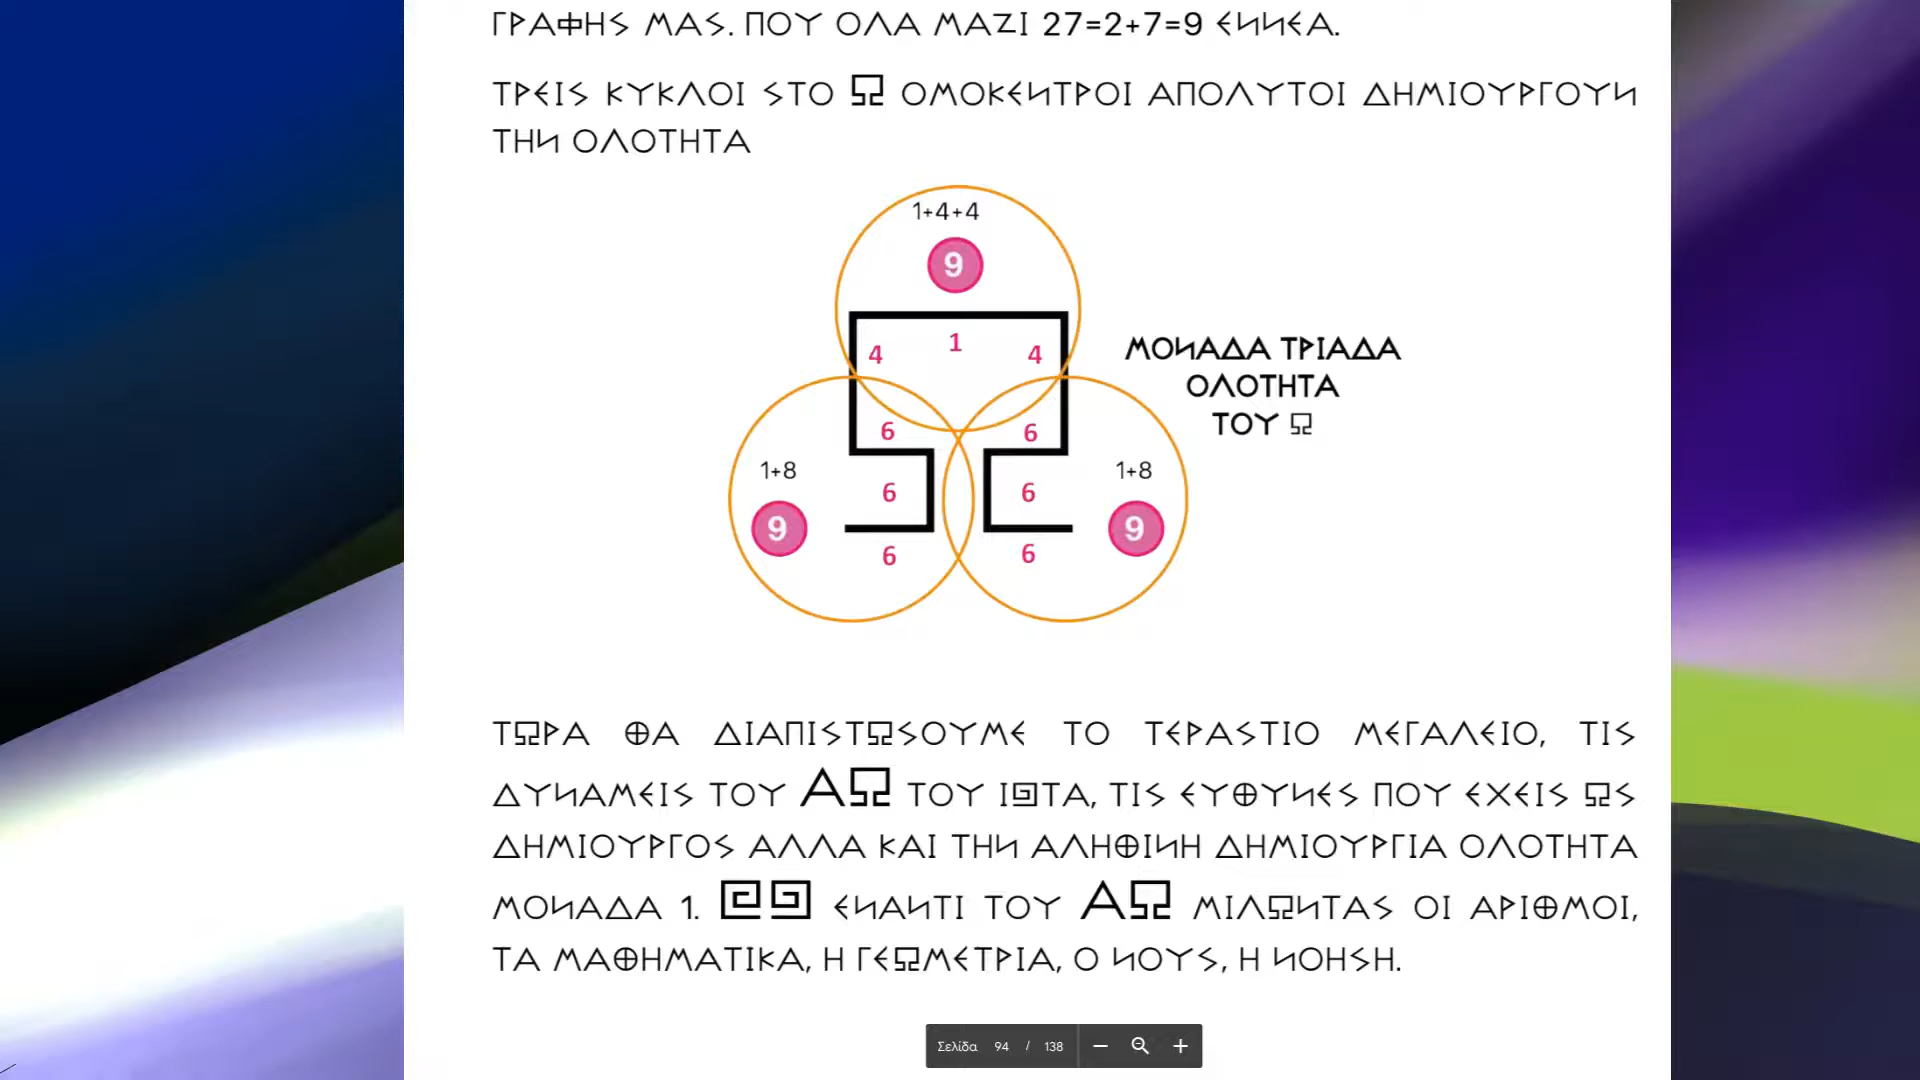 ΓΡΑΦΗΣ ΜΑΣ. ΠΟΥ ΟΛΑ ΜΑΖΙ 27=2+7=9 ΕΝΝΕΑ.
ΤΡΕΙΣ ΚΥΚΛΟΙ ΣΤΟ Ω ΟΜΟΚΕΝΤΡΟΙ ΑΠΟΛΥΤΟΙ ΔΗΜΙΟΥΡΓΟΥΝ
ΤΗΝ ΟΛΟΤΗΤΑ
1+4+4
9
4 1 4
ΜΟΝΑΔΑ ΤΡΙΑΔΑ
ΟΛΟΤΗΤΑ
ΤΟΥ Ω
6 6
1+8 1+8
6 6
9 9
6 6
ΤΩΡΑ ΘΑ ΔΙΑΠΙΣΤΩΣΟΥΜΕ ΤΟ ΤΕΡΑΣΤΙΟ ΜΕΓΑΛΕΙΟ, ΤΙΣ
ΔΥΝΑΜΕΙΣ ΤΟΥ ΑΩ ΤΟΥ ΙΩΤΑ, ΤΙΣ ΕΥΘΥΝΕΣ ΠΟΥ ΕΧΕΙΣ ΩΣ
ΔΗΜΙΟΥΡΓΟΣ ΑΛΛΑ ΚΑΙ ΤΗΝ ΑΛΗΘΙΝΗ ΔΗΜΙΟΥΡΓΙΑ ΟΛΟΤΗΤΑ
ΜΟΝΑΔΑ 1. ΕΝΑΝΤΙ ΤΟΥ ΑΩ ΜΙΛΩΝΤΑΣ ΟΙ ΑΡΙΘΜΟΙ,
ΤΑ ΜΑΘΗΜΑΤΙΚΑ, Η ΓΕΩΜΕΤΡΙΑ, Ο ΝΟΥΣ, Η ΝΟΗΣΗ.
Σελίδα 94 / 138